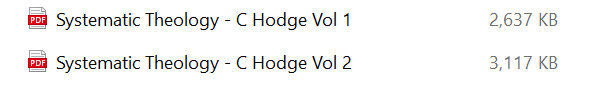 PDF Systematic Theology - C Hodge Vol 1 2,637 KB
PDF Systematic Theology - C Hodge Vol 2 3,117 KB